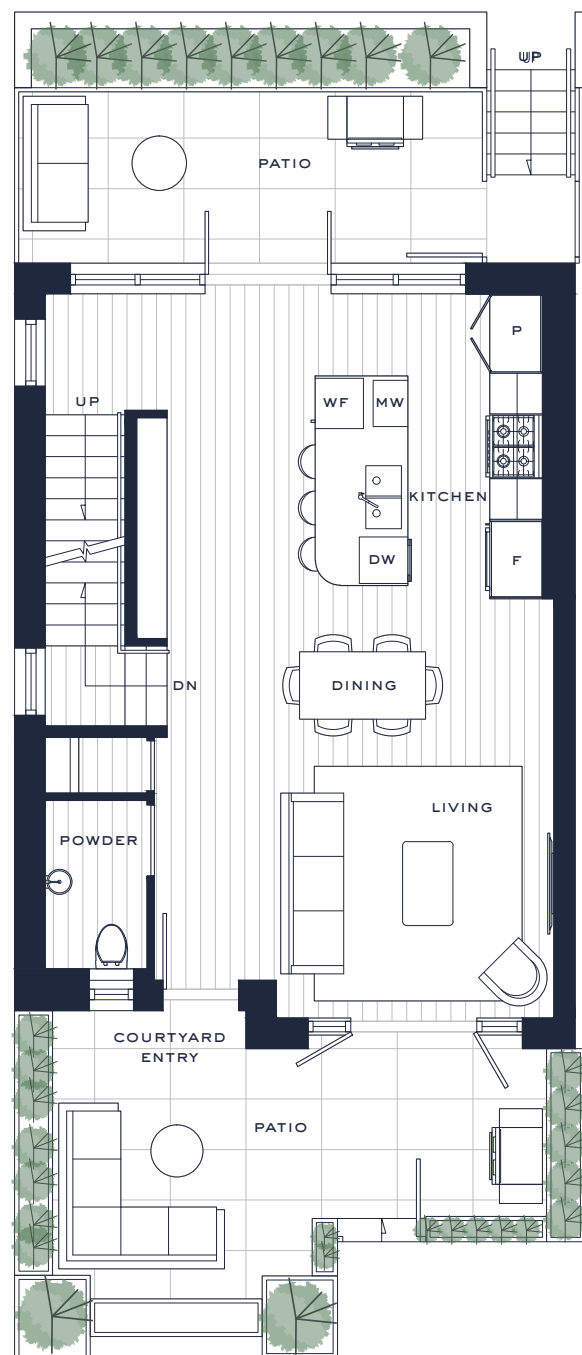 UP
PATIO
P
UP
WF
MW
KITCHEN
DW
F
DN
DINING
LIVING
POWDER
COURTYARD
ENTRY
PATIO